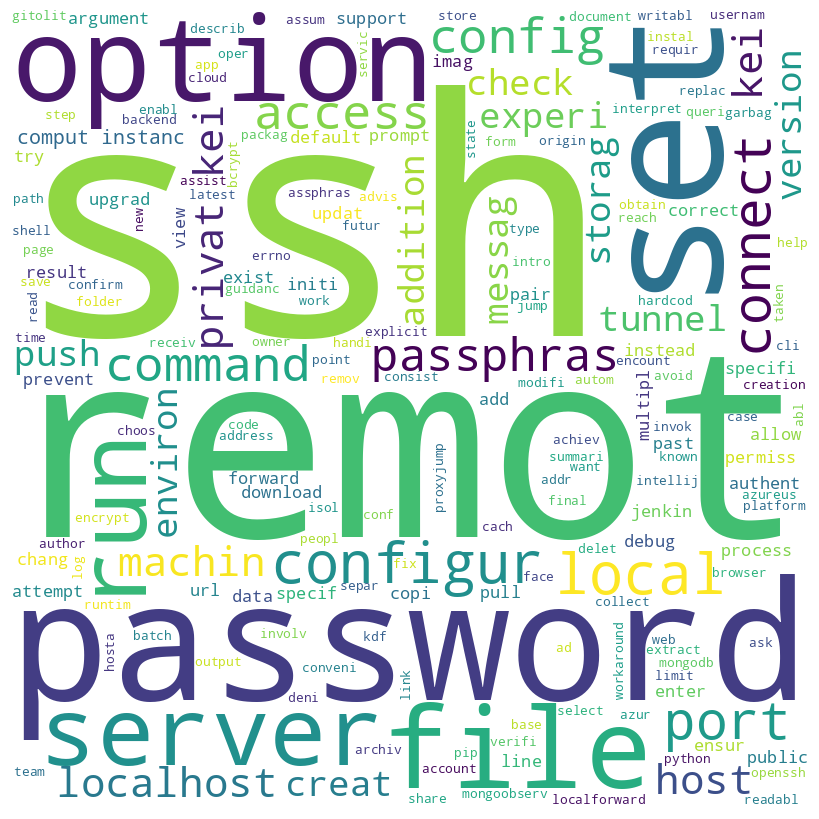 gitolit argument describ assum support store document writabl usernam
option config instal requir
oper app cloud servic imag
set kei version
step enabl backend access check experi replac
comput instanc packag default prompt state form origin interpret queri garbag
try privat kei bcrypt storag connect
path latest assist assphras advis addition messag obtain reach correct
shell new view upgrad updat futur type
ssh
page result exist errno initi intro pair hardcod help
save confirm guidanc work jump
read folder tunnel taken
time receiv owner handi explicit point
push command passphras encount instead specifi cli
prevent remov consist modifi autom avoid creation
run environ add multipl case abl
choos code address achiev invok past known allow
remot
forward summari want permiss
download proxyjump addr intellij authent azureus
isol conf final jenkin platform
encrypt peopl cach
author log debug
chang machin configur fix delet process
attempt url data specif separ copi pull face local browser
runtim collect
password
hosta batch involv kdf workaround web ask
extract mongodb
output conveni link ad limit
deni enter
server file port
base select azur
archiv pip verifi line ensur python public
team localhost creat account host openssh
share mongoobserv localforward readabl